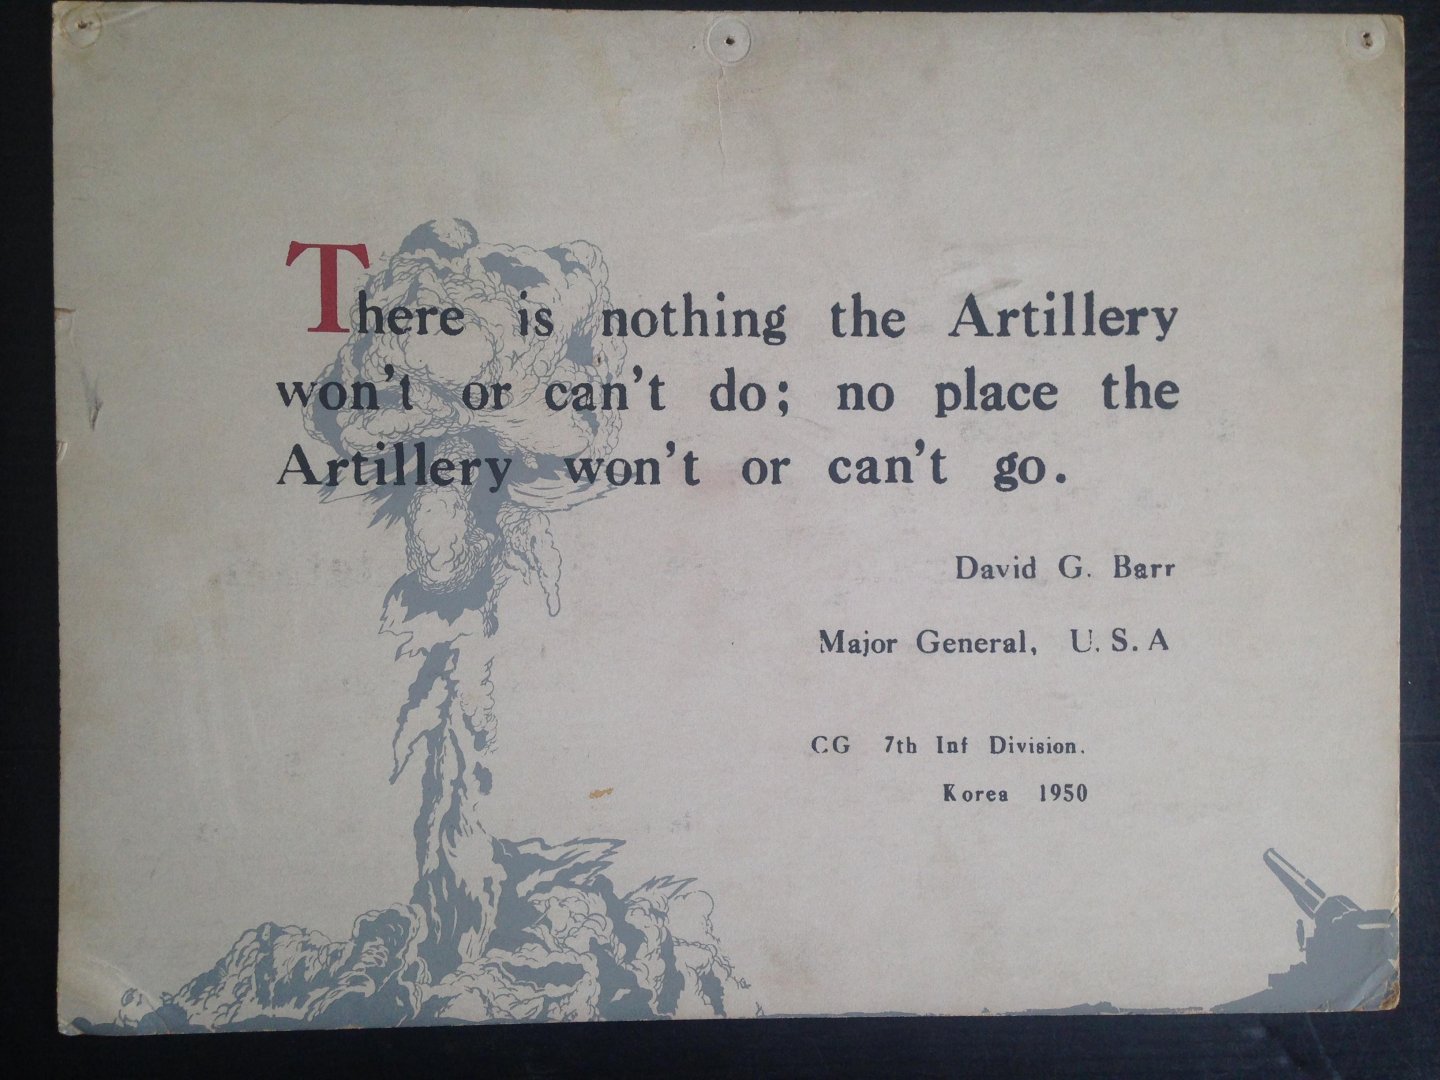 There is nothing the Artillery
won't or can't do; no place the
Artillery won't or can't go.
David G. Barr
Major General, U. S. A
CG 7th Inf Division.
Korea 1950